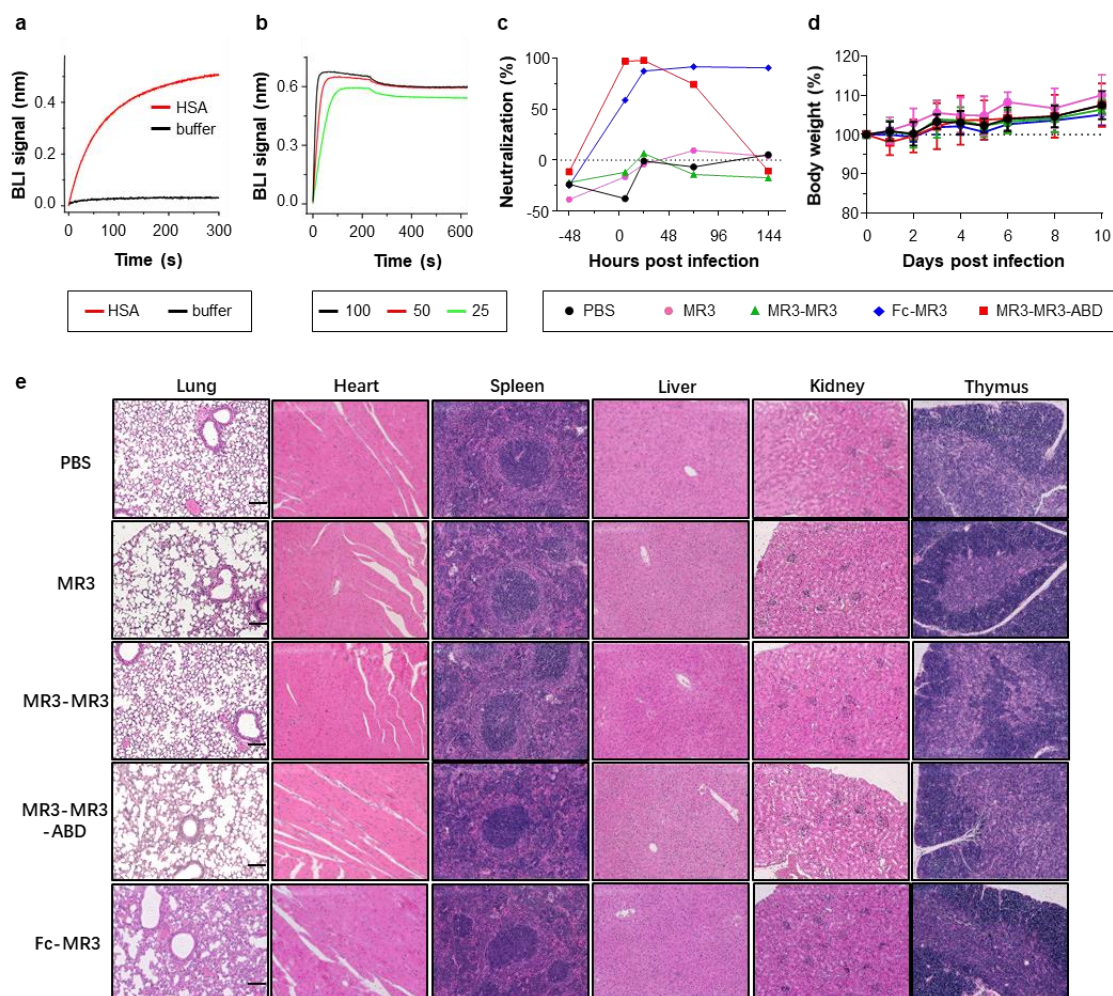 a
b
c
d
BLI signal (nm)
0.4
0.2
0.0
HSA
buffer
0
100
200
300
Time (s)
BLI signal (nm)
0.6
0.3
0.0
0
200
400
600
Time (s)
Neutralization (%)
100
50
0
-50
-48
0
48
96
144
Hours post infection
Body weight (%)
120
110
100
90
80
0
2
4
6
8
10
Days post infection
HSA
buffer
100
50
25
PBS
MR3
MR3-MR3
Fc-MR3
MR3-MR3-ABD
e
Lung
Heart
Spleen
Liver
Kidney
Thymus
PBS
MR3
MR3-MR3
MR3-MR3
-ABD
Fc-MR3